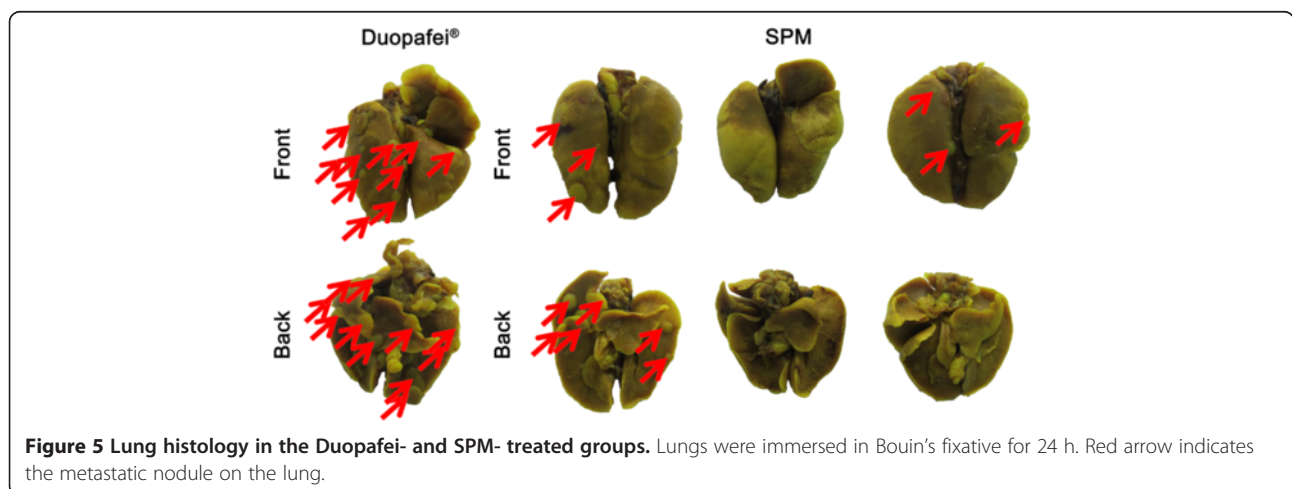 Duopafei® SPM
Front Front
Back Back
Figure 5 Lung histology in the Duopafei- and SPM- treated groups. Lungs were immersed in Bouin's fixative for 24 h. Red arrow indicates
the metastatic nodule on the lung.